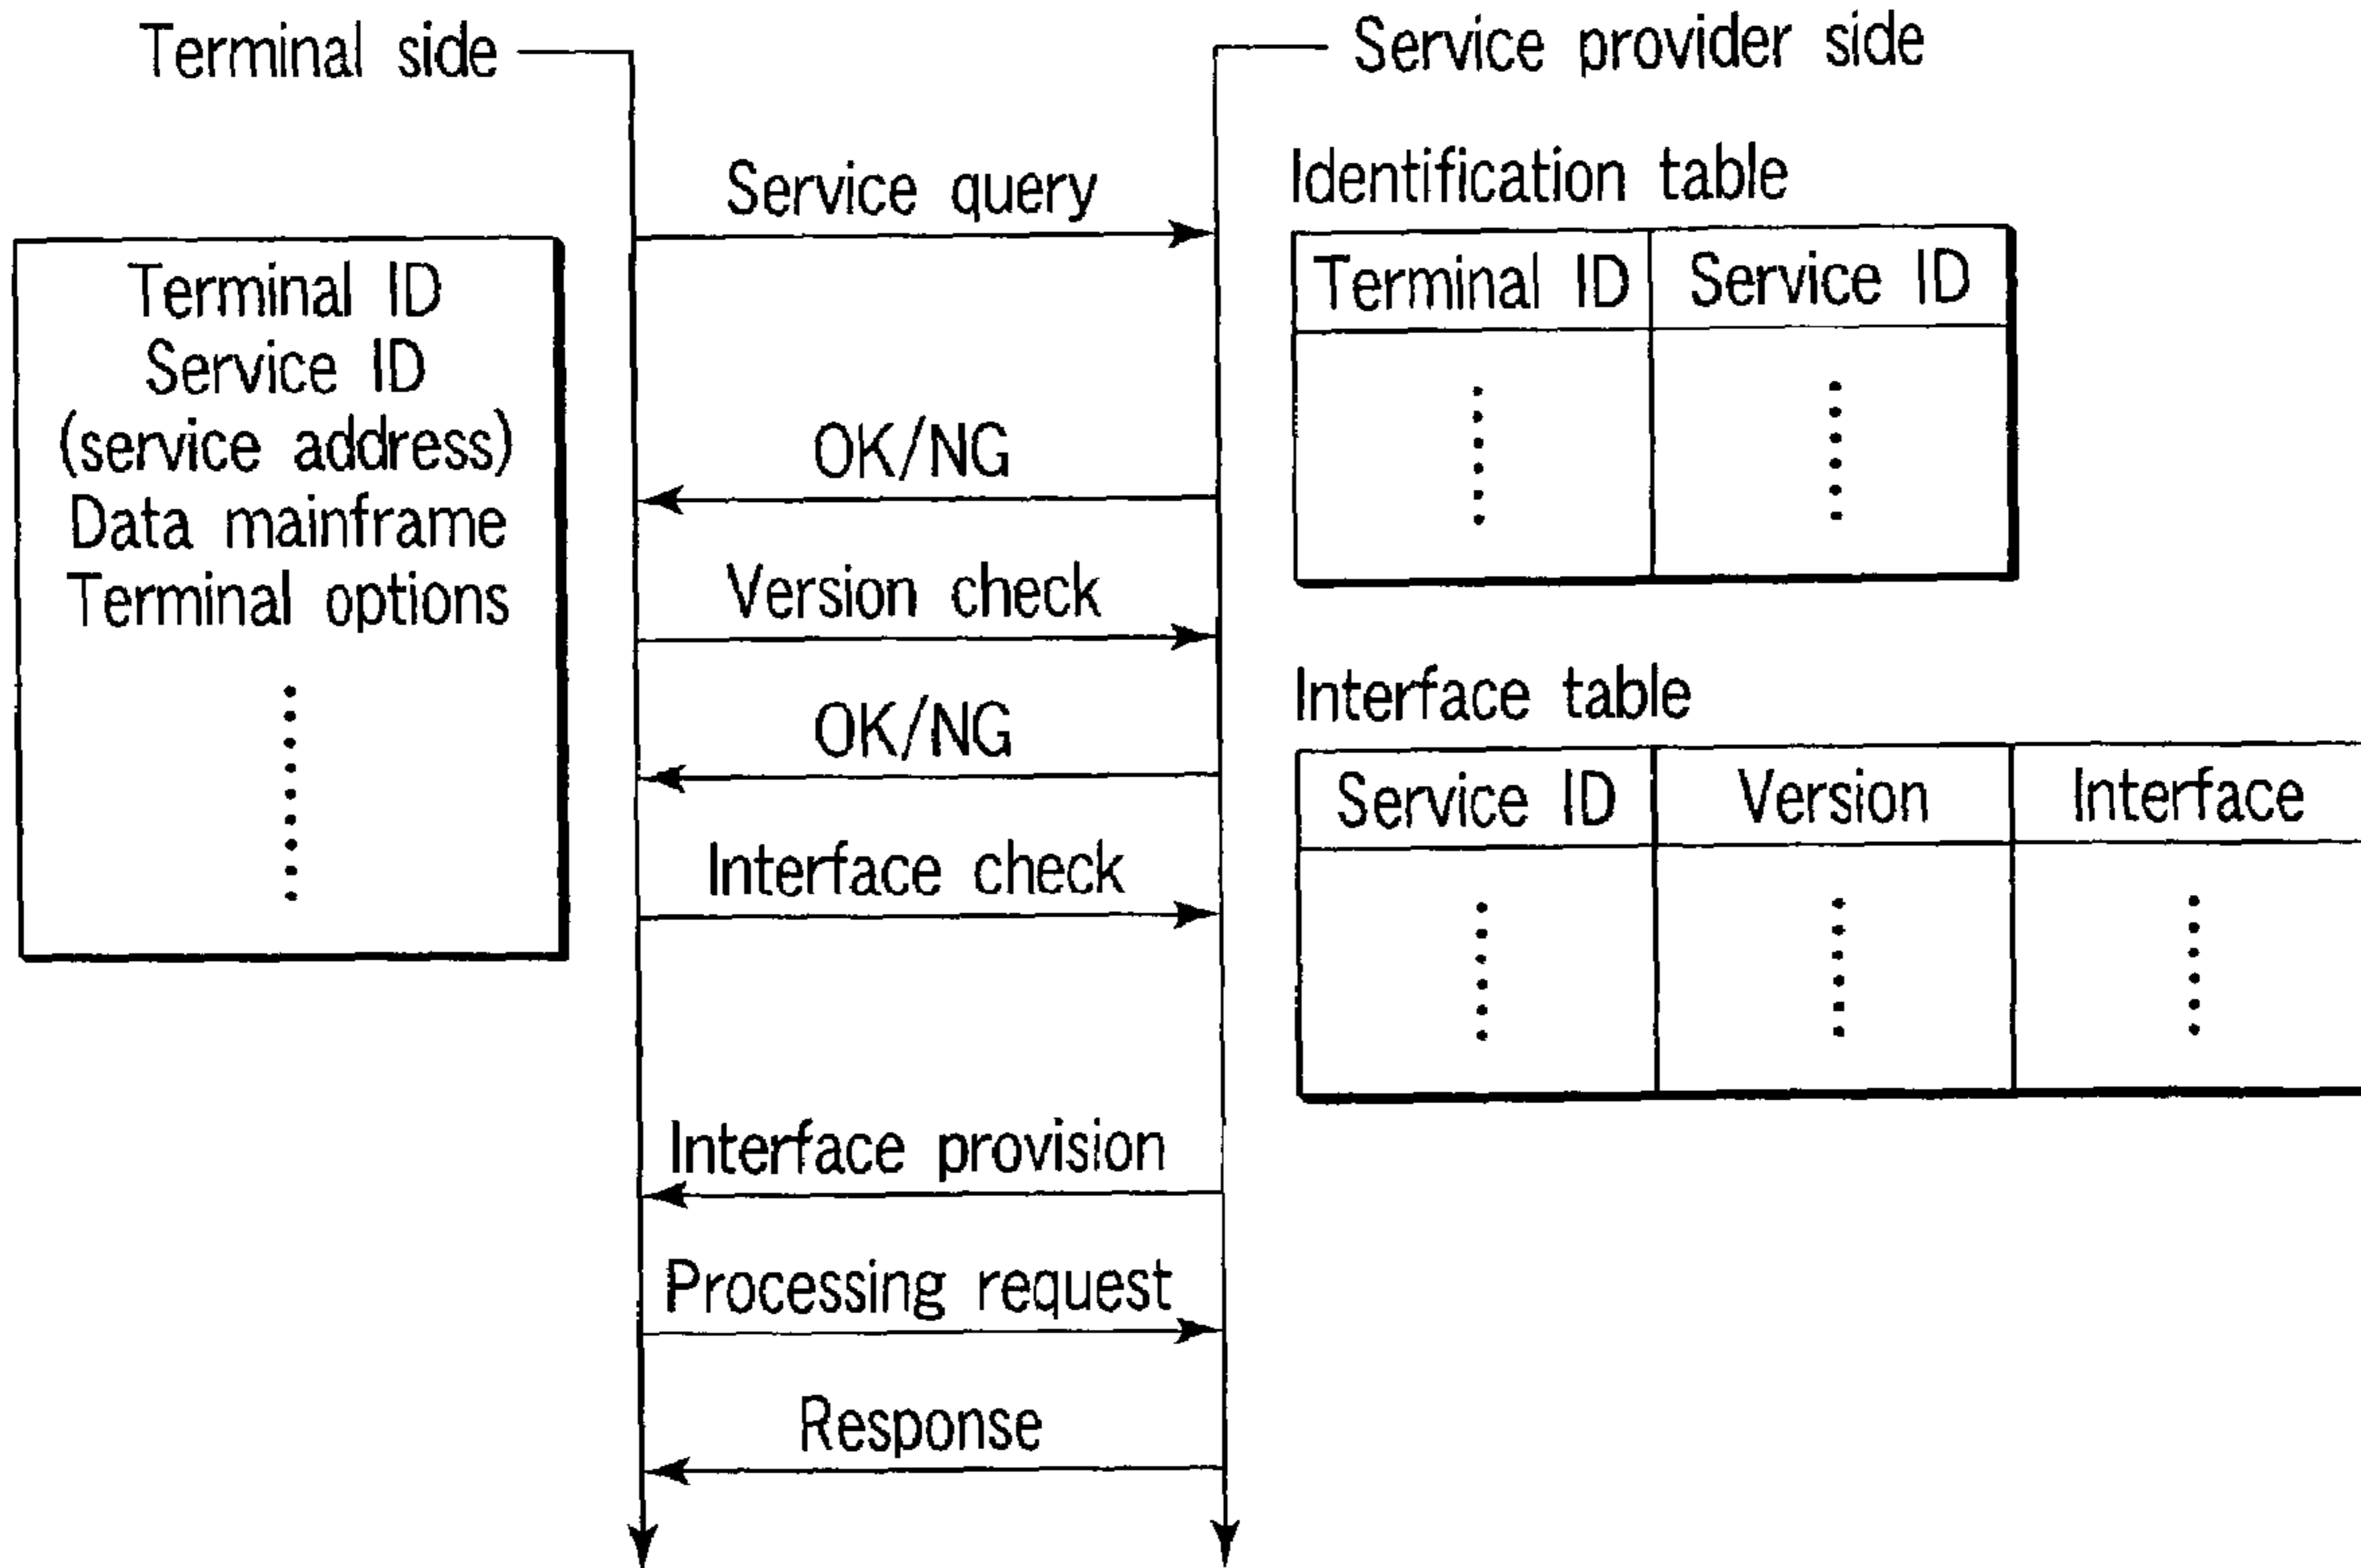 Terminal side
Service provider side
Service query
Identification table
Terminal ID
Service ID
(service address)
Data mainframe
Terminal options
Terminal ID Service ID
OK/NG
Version check
OK/NG
Interface table
Service ID Version Interface
Interface check
Interface provision
Processing request
Response